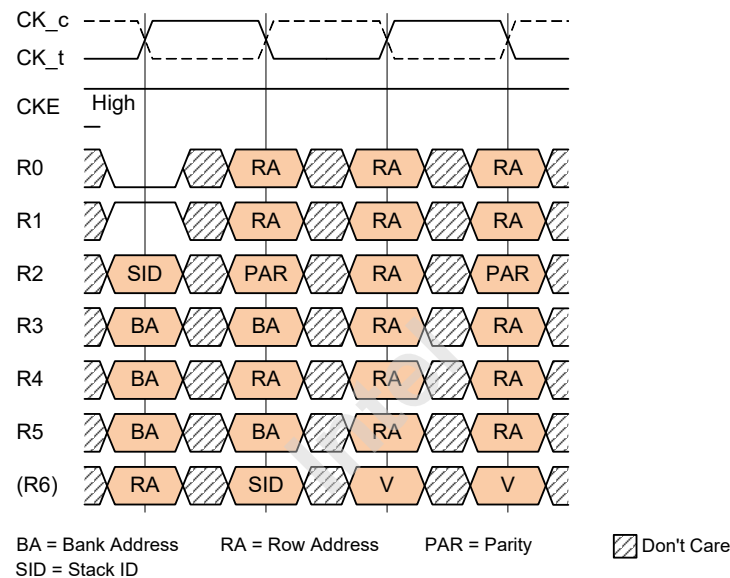 CK_c
CK_t
CKE High
R0 RA RA RA
R1 RA RA RA
R2 SID PAR RA PAR
R3 BA BA RA RA
R4 BA RA RA RA
R5 BA BA RA RA
(R6) RA SID V V
Intel
BA = Bank Address RA = Row Address PAR = Parity Don't Care
SID = Stack ID